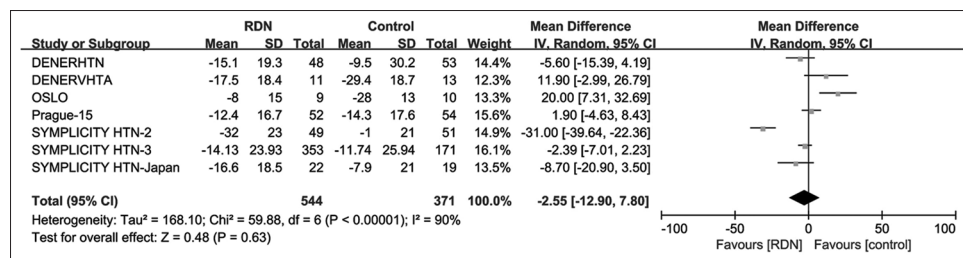 RDN Control Mean Difference Mean Difference
Study or Subgroup Mean SD Total Mean SD Total Weight IV, Random, 95% CI IV, Random, 95% CI
DENERHTN -15.1 19.3 48 -9.5 30.2 53 14.4% -5.60 [-15.39, 4.19]
DENERVHTA -17.5 18.4 11 -29.4 18.7 13 12.3% 11.90 [-2.99, 26.79]
OSLO -8 15 9 -28 13 10 13.3% 20.00 [7.31, 32.69]
Prague-15 -12.4 16.7 52 -14.3 17.6 54 15.6% 1.90 [-4.63, 8.43]
SYMPLICITY HTN-2 -32 23 49 -1 21 51 14.9% -31.00 [-39.64, -22.36]
SYMPLICITY HTN-3 -14.13 23.93 353 -11.74 25.94 171 16.1% -2.39 [-7.01, 2.23]
SYMPLICITY HTN-Japan -16.6 18.5 22 -7.9 21 19 13.5% -8.70 [-20.90, 3.50]
Total (95% CI) 544 371 100.0% -2.55 [-12.90, 7.80]
Heterogeneity: Tau² = 168.10; Chi² = 59.88, df = 6 (P < 0.00001); I² = 90%
Test for overall effect: Z = 0.48 (P = 0.63)
-100 -50 0 50 100
Favours [RDN] Favours [control]